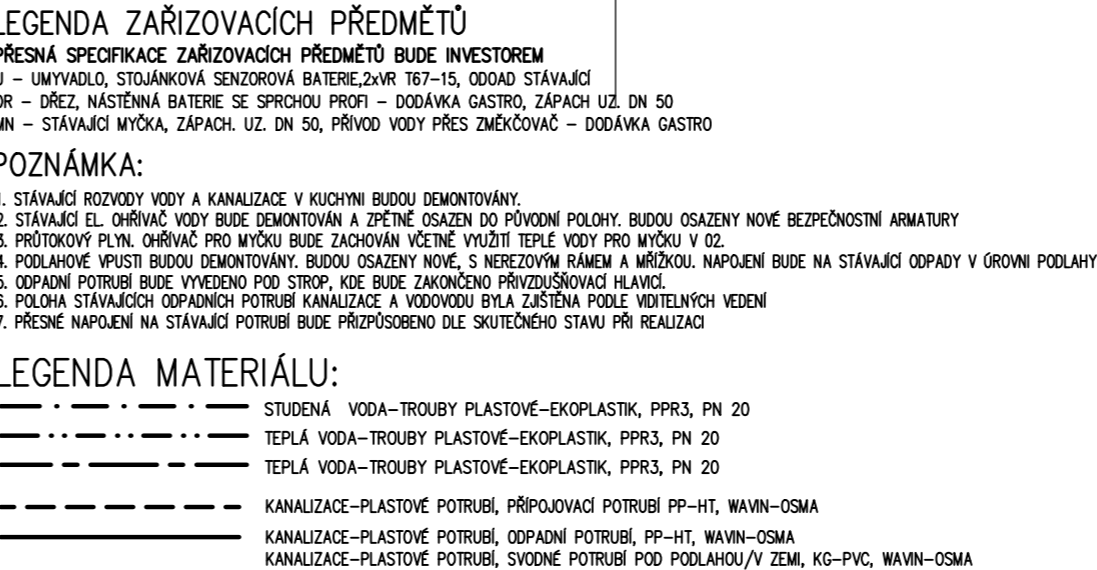 LEGENDA ZAŘIZOVACÍCH PŘEDMĚTŮ
PŘESNÁ SPECIFIKACE ZAŘIZOVACÍCH PŘEDMĚTŮ BUDE INVESTOREM
U – UMYVADLO, STOJÁNKOVÁ SENZOROVÁ BATERIE,2xVR T67–15, ODOAD STÁVAJÍCÍ
DR – DŘEZ, NÁSTĚNNÁ BATERIE SE SPRCHOU PROFI – DODÁVKA GASTRO, ZÁPACH UZ. DN 50
MN – STÁVAJÍCÍ MYČKA, ZÁPACH. UZ. DN 50, PŘÍVOD VODY PŘES ZMĚKČOVAČ – DODÁVKA GASTRO
POZNÁMKA:
1. STÁVAJÍCÍ ROZVODY VODY A KANALIZACE V KUCHYNI BUDOU DEMONTOVÁNY.
2. STÁVAJÍCÍ EL. OHŘÍVAČ VODY BUDE DEMONTOVÁN A ZPĚTNĚ OSAZEN DO PŮVODNÍ POLOHY. BUDOU OSAZENY NOVÉ BEZPEČNOSTNÍ ARMATURY
3. PRŮTOKOVÝ PLYN. OHŘÍVAČ PRO MYČKU BUDE ZACHOVÁN VČETNĚ VYUŽITÍ TEPLÉ VODY PRO MYČKU V 02.
4. PODLAHOVÉ VPUSTI BUDOU DEMONTOVÁNY. BUDOU OSAZENY NOVÉ, S NEREZOVÝM RÁMEM A MŘÍŽKOU. NAPOJENÍ BUDE NA STÁVAJÍCÍ ODPADY V ÚROVNI PODLAHY
5. ODPADNÍ POTRUBÍ BUDE VYVEDENO POD STROP, KDE BUDE ZAKONČENO PŘIVZDUŠŇOVACÍ HLAVICÍ.
6. POLOHA STÁVAJÍCÍCH ODPADNÍCH POTRUBÍ KANALIZACE A VODOVODU BYLA ZJIŠTĚNA PODLE VIDITELNÝCH VEDENÍ
7. PŘESNÉ NAPOJENÍ NA STÁVAJÍCÍ POTRUBÍ BUDE PŘIZPŮSOBENO DLE SKUTEČNÉHO STAVU PŘI REALIZACI
LEGENDA MATERIÁLU:
STUDENÁ VODA–TROUBY PLASTOVÉ–EKOPLASTIK, PPR3, PN 20
TEPLÁ VODA–TROUBY PLASTOVÉ–EKOPLASTIK, PPR3, PN 20
TEPLÁ VODA–TROUBY PLASTOVÉ–EKOPLASTIK, PPR3, PN 20
KANALIZACE–PLASTOVÉ POTRUBÍ, PŘÍPOJOVACÍ POTRUBÍ PP–HT, WAVIN–OSMA
KANALIZACE–PLASTOVÉ POTRUBÍ, ODPADNÍ POTRUBÍ, PP–HT, WAVIN–OSMA
KANALIZACE–PLASTOVÉ POTRUBÍ, SVODNÉ POTRUBÍ POD PODLAHOU/V ZEMI, KG–PVC, WAVIN–OSMA